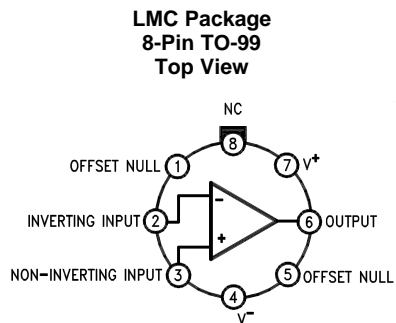 LMC Package
8-Pin TO-99
Top View
NC
8
OFFSET NULL 1
7 V+
INVERTING INPUT 2
-
6 OUTPUT
+
NON-INVERTING INPUT 3
5 OFFSET NULL
4
V-